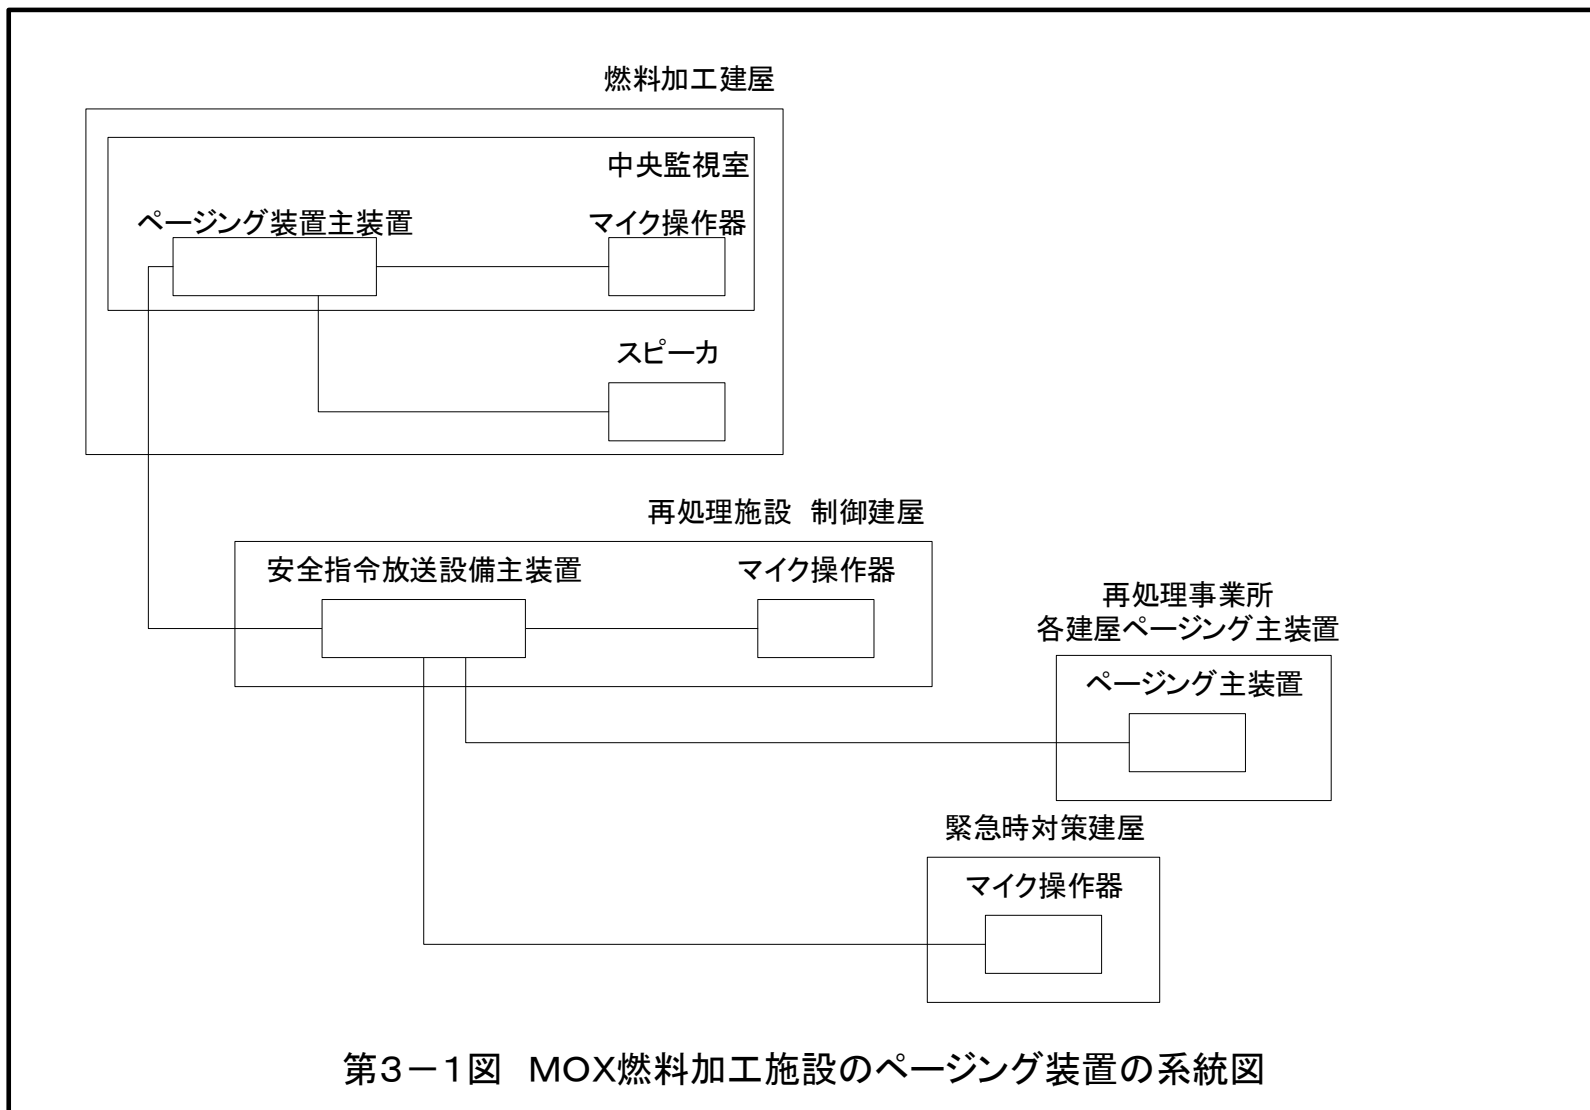 燃料加工建屋
中央監視室
ページング装置主装置
マイク操作器
スピーカ
再処理施設 制御建屋
安全指令放送設備主装置
マイク操作器
再処理事業所
各建屋ページング主装置
ページング主装置
緊急時対策建屋
マイク操作器
第3-1図 MOX燃料加工施設のページング装置の系統図